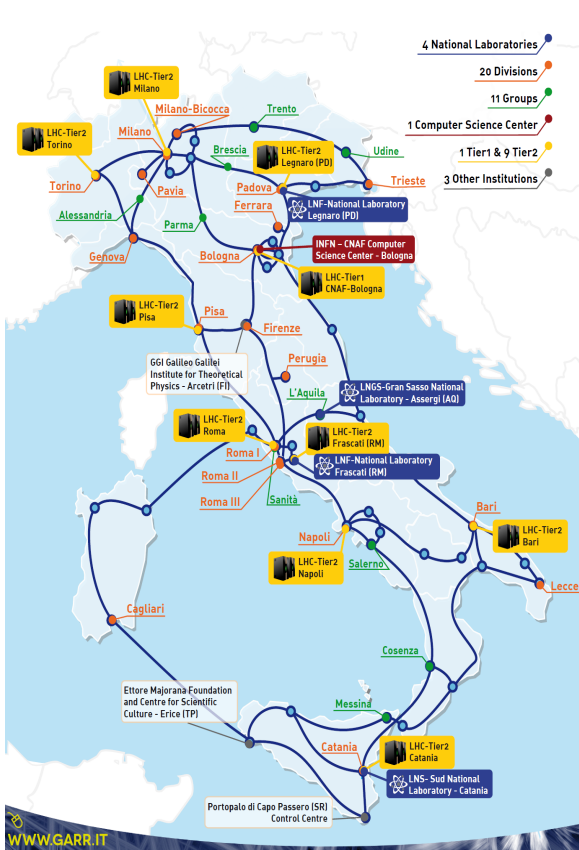 4 National Laboratories
20 Divisions
11 Groups
1 Computer Science Center
1 Tier1 & 9 Tier2
3 Other Institutions
LHC-Tier2
Milano
Milano-Bicocca
Trento
LHC-Tier2
Torino
Milano
Brescia
LHC-Tier2
Legnaro (PD)
Udine
Torino
Pavia
Padova
Trieste
Alessandria
Ferrara
LNF-National Laboratory
Legnaro (PD)
Parma
Genova
Bologna
INFN – CNAF Computer
Science Center - Bologna
LHC-Tier1
CNAF-Bologna
LHC-Tier2
Pisa
Pisa
Firenze
GGI Galileo Galilei
Institute for Theoretical
Physics - Arcetri (FI)
Perugia
L'Aquila
LNGS-Gran Sasso National
Laboratory - Assergi (AQ)
LHC-Tier2
Roma
LHC-Tier2
Frascati (RM)
Roma I
LNF-National Laboratory
Frascati (RM)
Roma II
Roma III
Sanità
Bari
Napoli
LHC-Tier2
Bari
LHC-Tier2
Napoli
Salerno
Lecce
Cagliari
Cosenza
Ettore Majorana Foundation
and Centre for Scientific
Culture - Erice (TP)
Messina
Catania
LHC-Tier2
Catania
LNS- Sud National
Laboratory - Catania
Portopalo di Capo Passero (SR)
Control Centre
WWW.GARR.IT